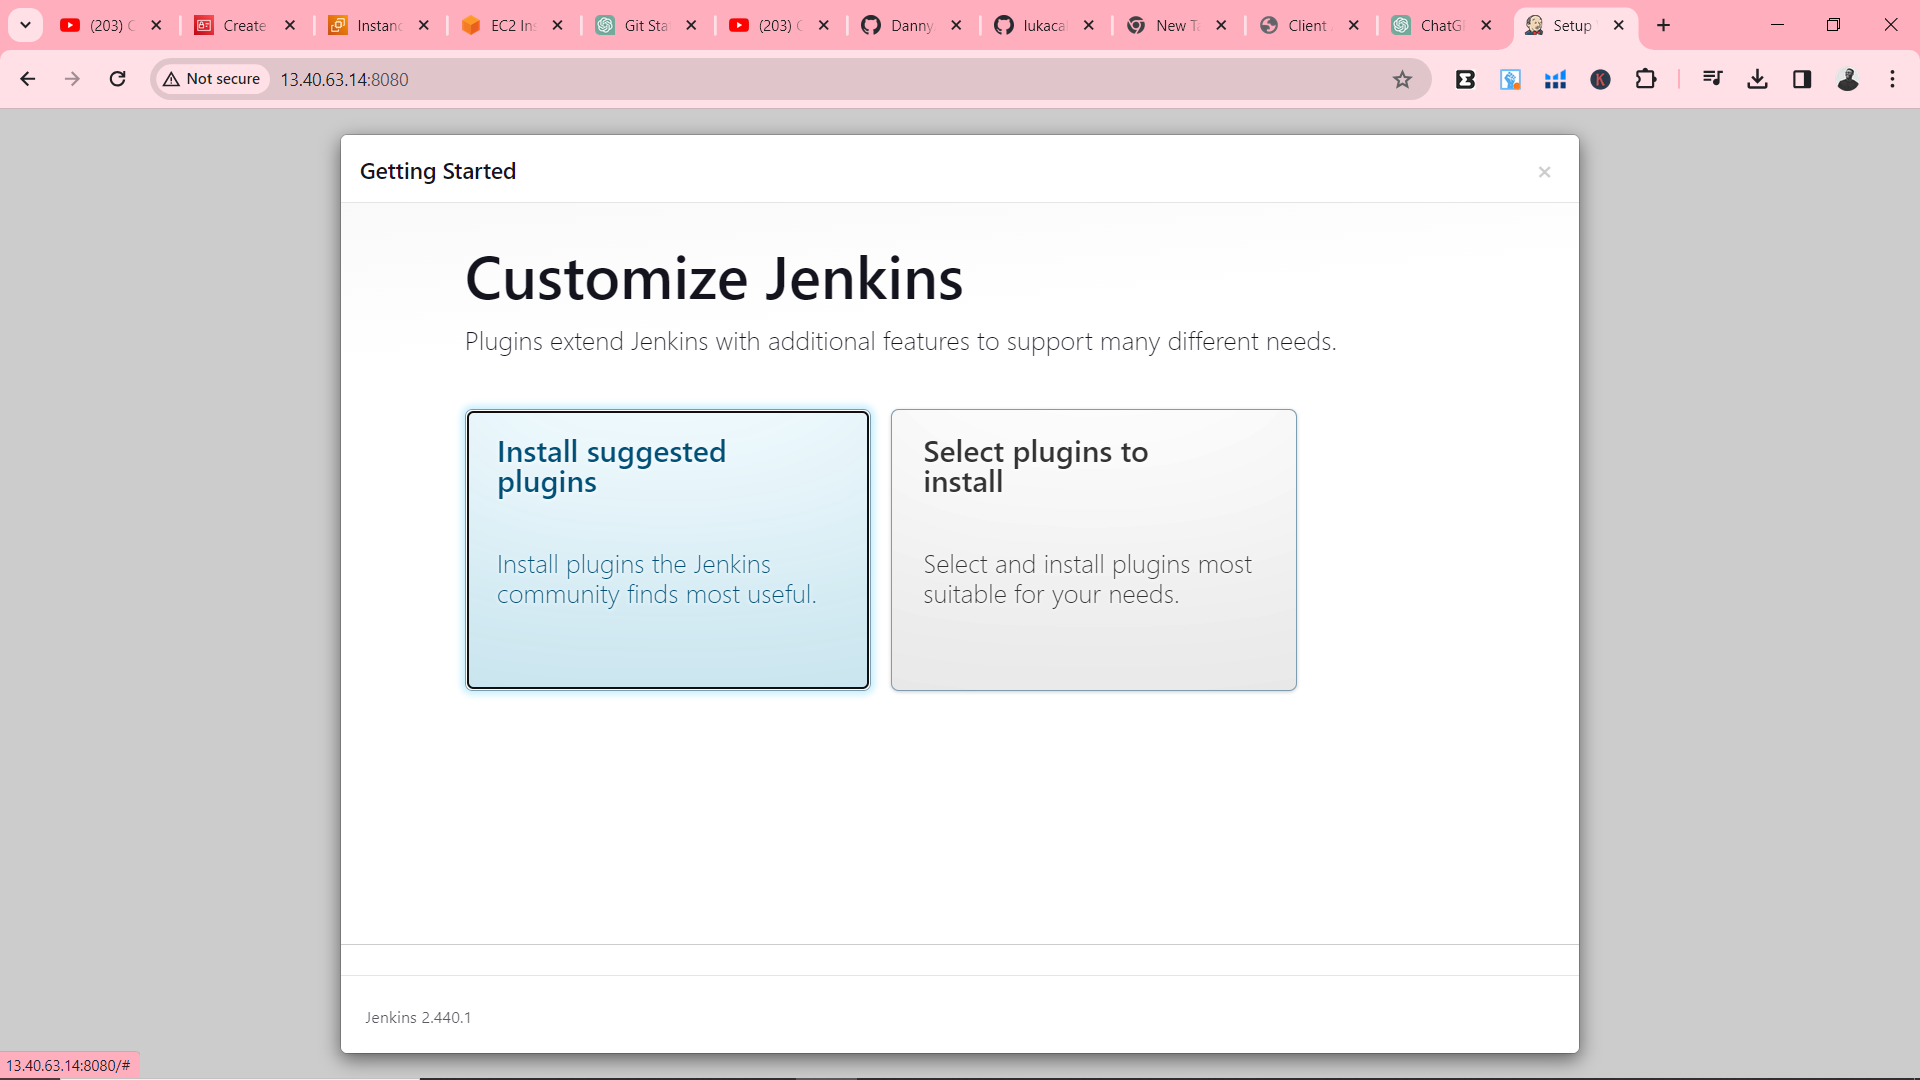 (203) C
Create
Instanc
EC2 Ins
Git Sta
(203) C
Danny
lukaca
New Ta
Client
ChatG
Setup
Not secure
13.40.63.14:8080
Getting Started
×
Customize Jenkins
Plugins extend Jenkins with additional features to support many different needs.
Install suggested
plugins
Install plugins the Jenkins
community finds most useful.
Select plugins to
install
Select and install plugins most
suitable for your needs.
Jenkins 2.440.1
13.40.63.14:8080/#